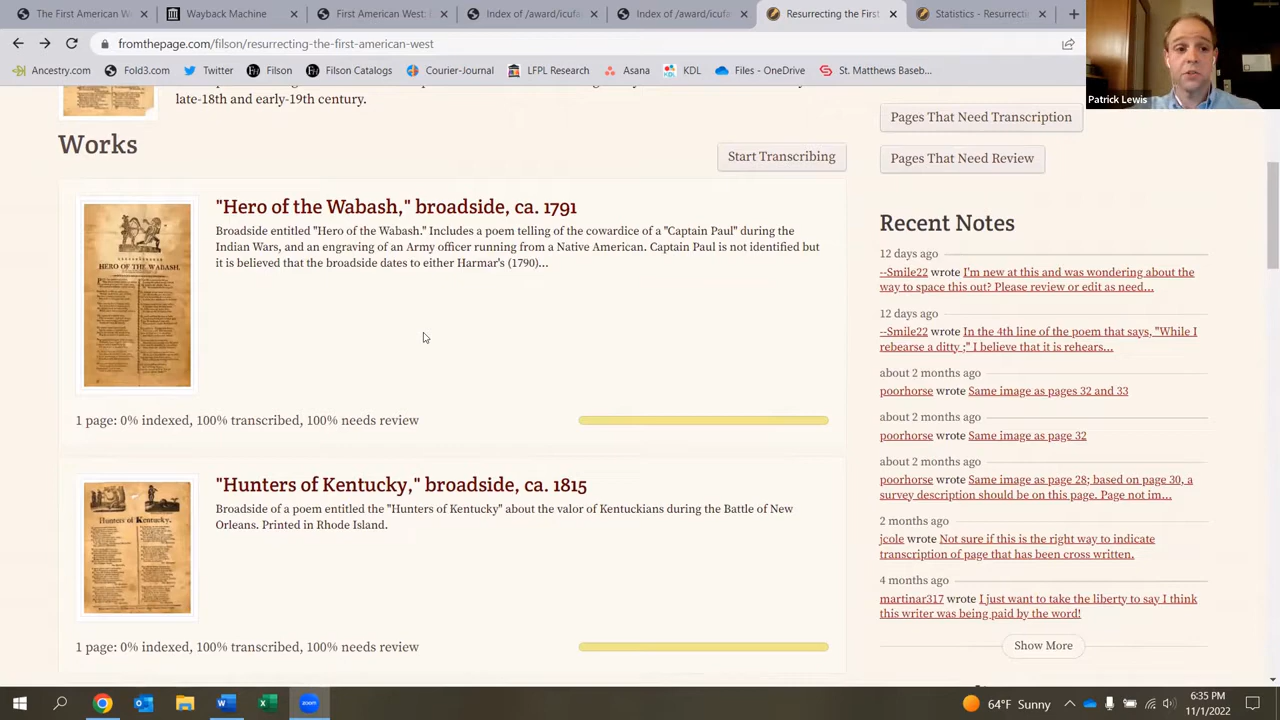 The First American West
Wayback Machine
First American West:
Index of /award/icufa
Index of /award/icufa
Resurrecting the First
Statistics - Resurrecti
fromthepage.com/filson/resurrecting-the-first-american-west
Ancestry.com
Fold3.com
Twitter
Filson
Filson Catalogs
Courier-Journal
LFPL Research
Asana
KDL
Files - OneDrive
St. Matthews Baseb...
Patrick Lewis
late-18th and early-19th century.
Works
Start Transcribing
"Hero of the Wabash," broadside, ca. 1791
Broadside entitled "Hero of the Wabash." Includes a poem telling of the cowardice of a "Captain Paul" during the
Indian Wars, and an engraving of an Army officer running from a Native American. Captain Paul is not identified but
it is believed that the broadside dates to either Harmar's (1790)...
HERO OF THE WABASH.
1 page: 0% indexed, 100% transcribed, 100% needs review
"Hunters of Kentucky," broadside, ca. 1815
Broadside of a poem entitled the "Hunters of Kentucky" about the valor of Kentuckians during the Battle of New
Orleans. Printed in Rhode Island.
Hunters of Kentucky.
1 page: 0% indexed, 100% transcribed, 100% needs review
Pages That Need Transcription
Pages That Need Review
Recent Notes
12 days ago
--Smile22 wrote I'm new at this and was wondering about the
way to space this out? Please review or edit as need...
12 days ago
--Smile22 wrote In the 4th line of the poem that says, "While I
rebearse a ditty ;" I believe that it is rehears...
about 2 months ago
poorhorse wrote Same image as pages 32 and 33
about 2 months ago
poorhorse wrote Same image as page 32
about 2 months ago
poorhorse wrote Same image as page 28; based on page 30, a
survey description should be on this page. Page not im...
2 months ago
jcole wrote Not sure if this is the right way to indicate
transcription of page that has been cross written.
4 months ago
martinar317 wrote I just want to take the liberty to say I think
this writer was being paid by the word!
Show More
zoom
64°F Sunny
6:35 PM
11/1/2022